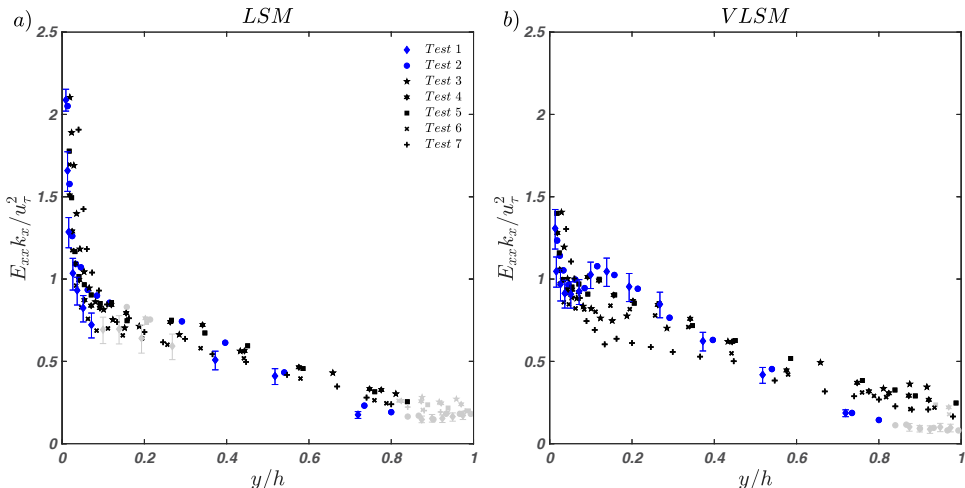 a) LSM
2.5
2
1.5
1
0.5
0
0 0.2 0.4 0.6 0.8 1
E_{xx}k_x/u_τ^2
y/h
Test 1
Test 2
Test 3
Test 4
Test 5
Test 6
Test 7
b) VLSM
2.5
2
1.5
1
0.5
0
0 0.2 0.4 0.6 0.8 1
E_{xx}k_x/u_τ^2
y/h